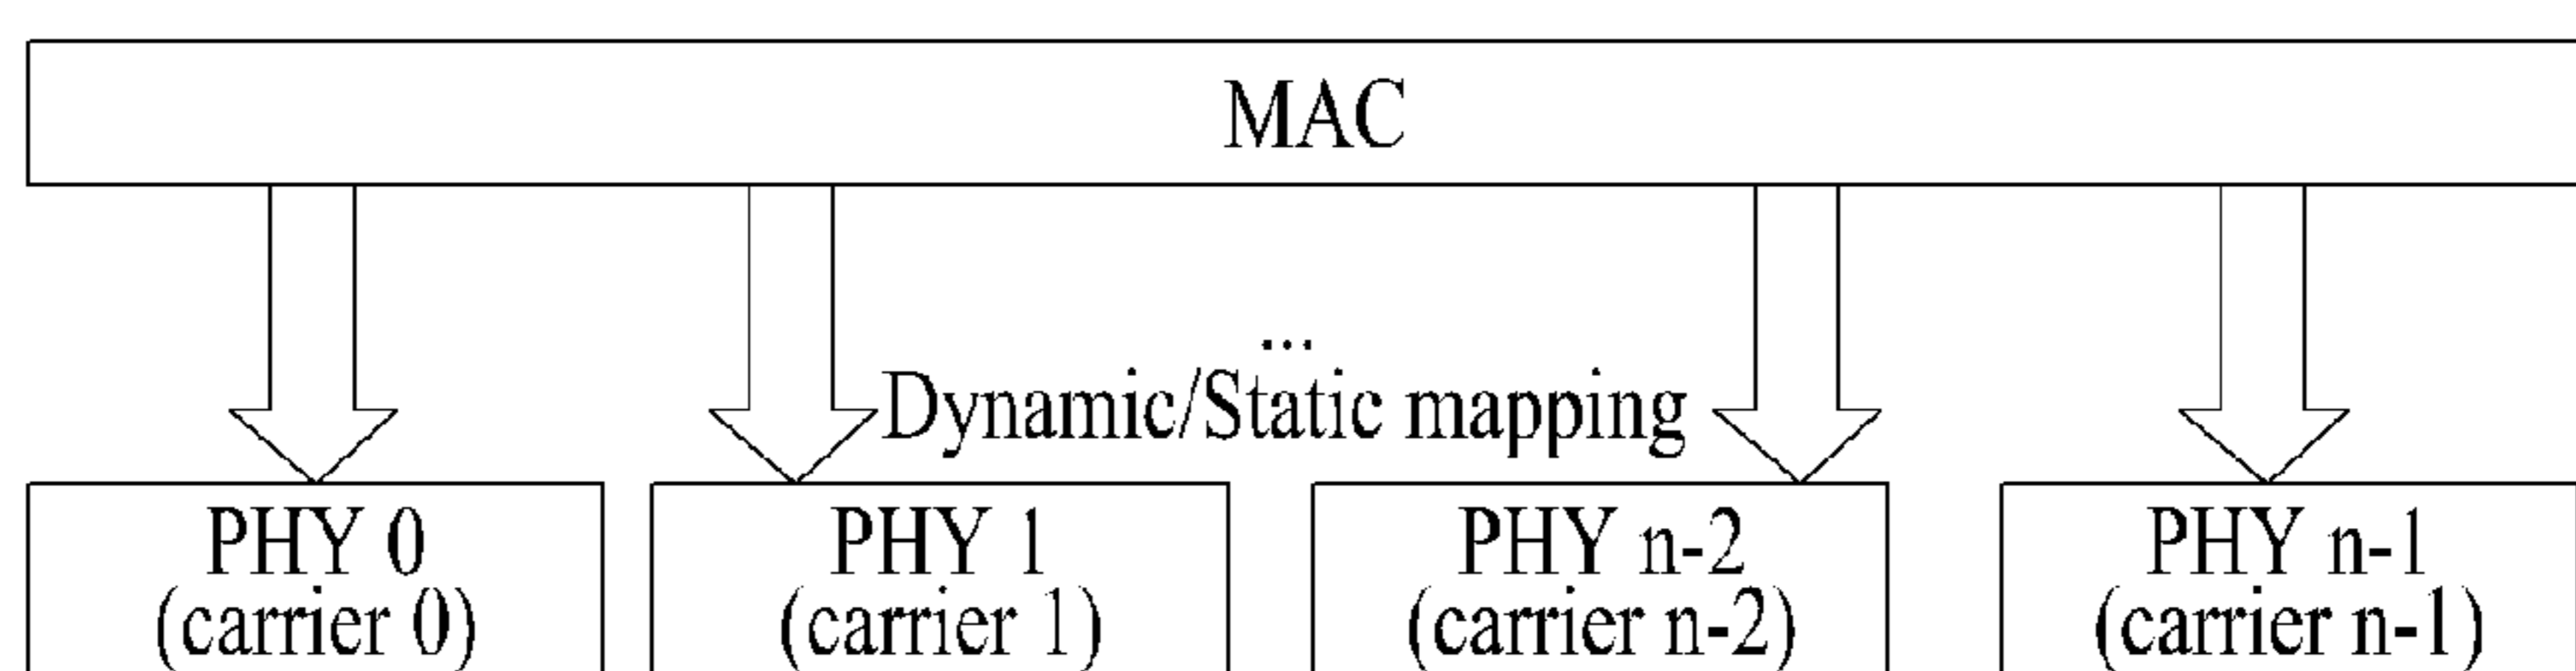 MAC
...
Dynamic/Static mapping
PHY 0
(carrier 0)
PHY 1
(carrier 1)
PHY n-2
(carrier n-2)
PHY n-1
(carrier n-1)